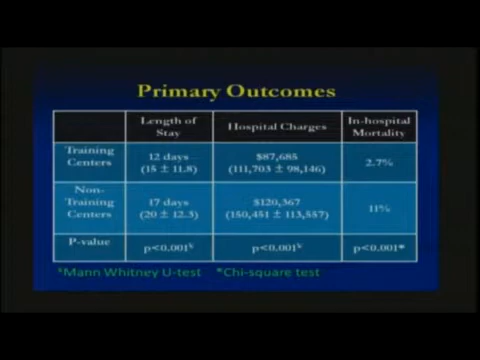 Primary Outcomes
Length of Stay
Hospital Charges
In-hospital Mortality
Training Centers
12 days
(15 ± 11.8)
$87,685
(111,703 ± 98,146)
2.7%
Non-Training Centers
17 days
(20 ± 12.3)
$120,367
(150,451 ± 113,557)
11%
P-value
p<0.001¥
p<0.001¥
p<0.001*
¥Mann Whitney U-test *Chi-square test